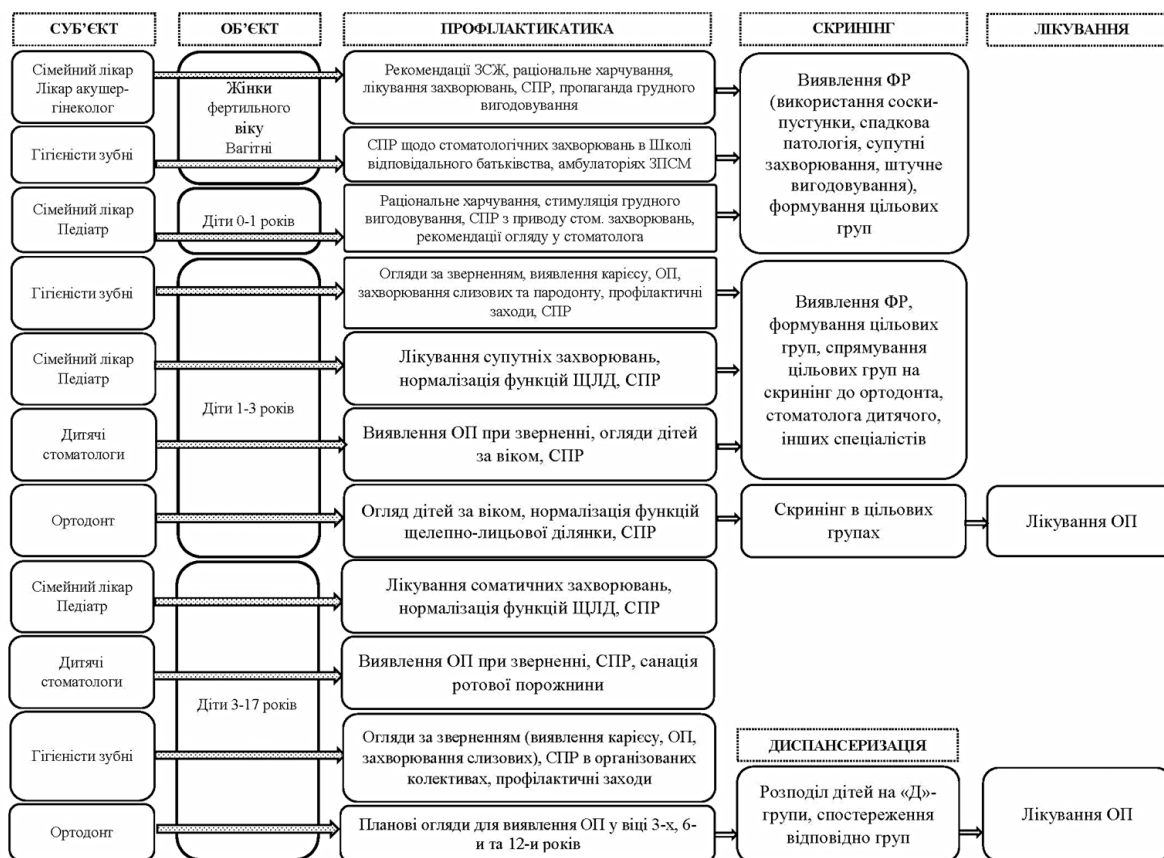 СУБ’ЄКТ
ОБ’ЄКТ
ПРОФІЛАКТИКАТИКА
СКРИНІНГ
ЛІКУВАННЯ
Сімейний лікар
Лікар акушер-
гінеколог
Жінки
фертильного
віку
Вагітні
Рекомендації ЗСЖ, раціональне харчування,
лікування захворювань, СПР, пропаганда грудного
вигодовування
Виявлення ФР
(використання соски-
пустунки, спадкова
патологія, супутні
захворювання, штучне
вигодовування),
формування цільових
груп
Гігієністи зубні
СПР щодо стоматологічних захворювань в Школі
відповідального батьківства, амбулаторіях ЗПСМ
Сімейний лікар
Педіатр
Діти 0-1 років
Раціональне харчування, стимуляція грудного
вигодовування, СПР з приводу стом. захворювань,
рекомендації огляду у стоматолога
Гігієністи зубні
Діти 1-3 років
Огляди за зверненням, виявлення карієсу, ОП,
захворювання слизових та пародонту, профілактичні
заходи, СПР
Виявлення ФР,
формування цільових
груп, спрямування
цільових груп на
скринінг до ортодонта,
стоматолога дитячого,
інших спеціалістів
Сімейний лікар
Педіатр
Лікування супутніх захворювань,
нормалізація функцій ЩЛД, СПР
Дитячі
стоматологи
Виявлення ОП при зверненні, огляди дітей
за віком, СПР
Ортодонт
Огляд дітей за віком, нормалізація функцій
щелепно-лицьової ділянки, СПР
Скринінг в цільових
групах
Лікування ОП
Сімейний лікар
Педіатр
Діти 3-17 років
Лікування соматичних захворювань,
нормалізація функцій ЩЛД, СПР
Дитячі
стоматологи
Виявлення ОП при зверненні, СПР, санація
ротової порожнини
Гігієністи зубні
Огляди за зверненням (виявлення карієсу, ОП,
захворювання слизових), СПР в організованих
колективах, профілактичні заходи
ДИСПАНСЕРИЗАЦІЯ
Ортодонт
Планові огляди для виявлення ОП у віці 3-х, 6-
и та 12-и років
Розподіл дітей на «Д»-
групи, спостереження
відповідно груп
Лікування ОП